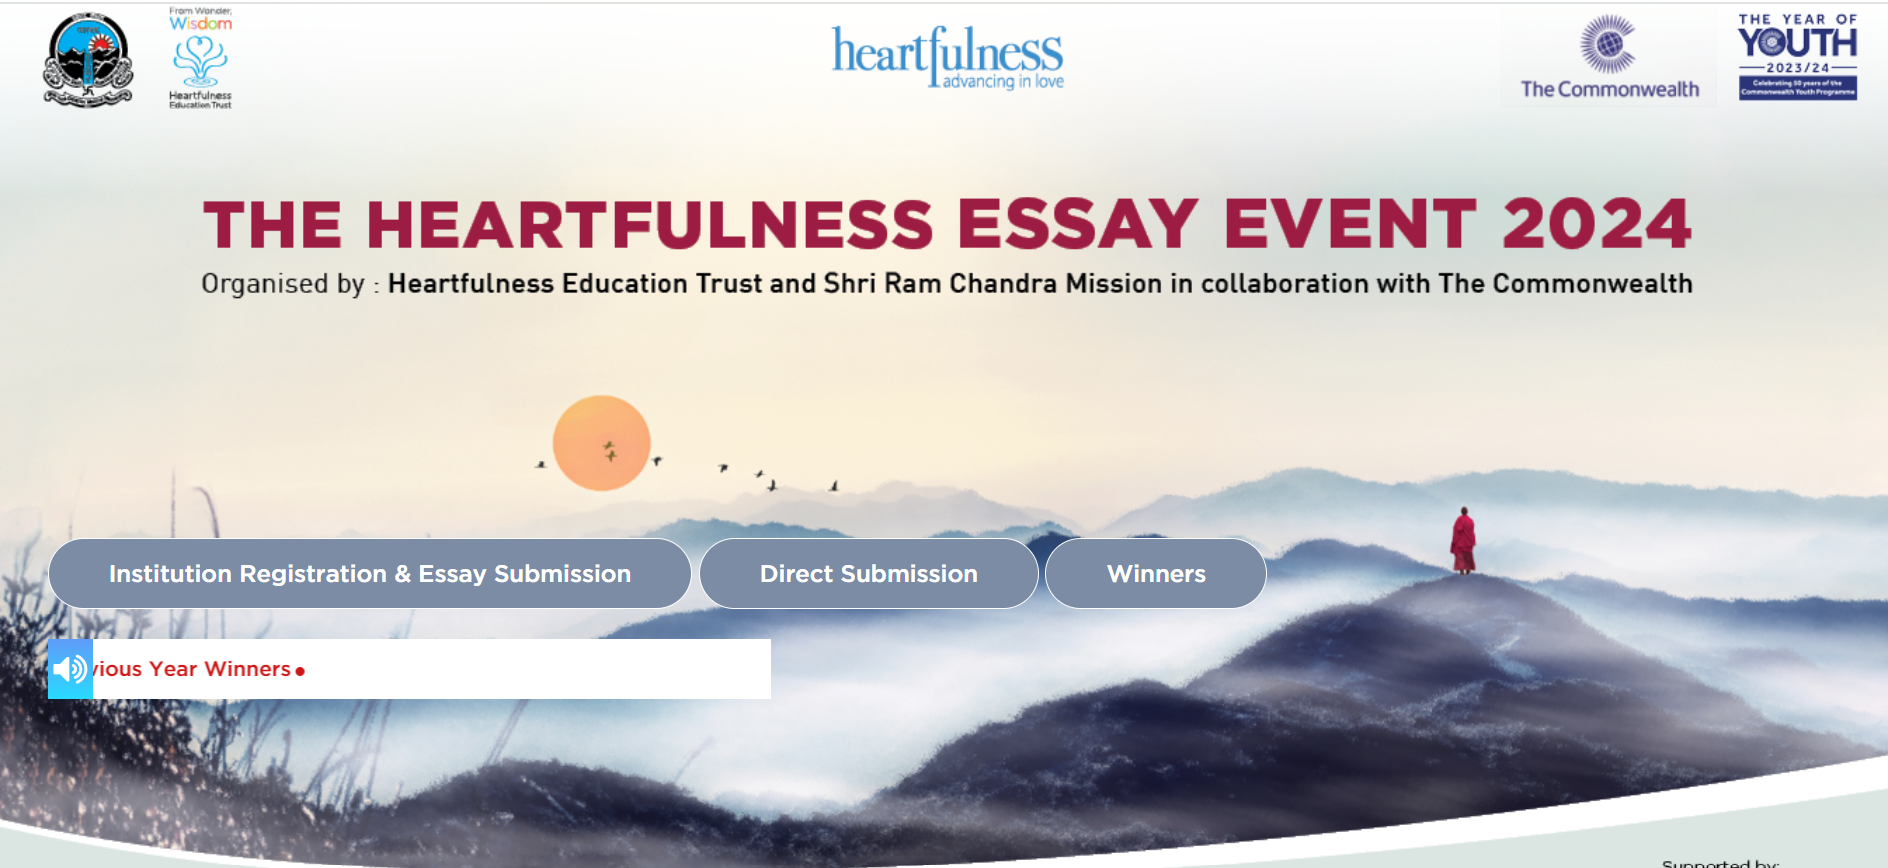 From Wonder,
Wisdom
Heartfulness
Education Trust
heartfulness
advancing in love
The Commonwealth
THE YEAR OF
YOUTH
2023/24
Celebrating 50 years of the
Commonwealth Youth Programme
THE HEARTFULNESS ESSAY EVENT 2024
Organised by : Heartfulness Education Trust and Shri Ram Chandra Mission in collaboration with The Commonwealth
Institution Registration & Essay Submission
Direct Submission
Winners
vious Year Winners
Supported by: